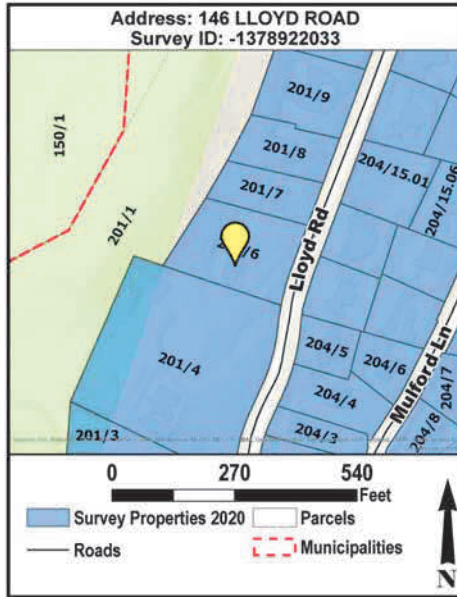 Address: 146 LLOYD ROAD
Survey ID: -1378922033
150/1
201/1
201/9
201/8
201/7
204/15.01
204/15.06
Lloyd-Rd
201/4
204/5
204/6
204/7
204/4
204/8
204/3
201/3
Mulford-Ln
0 270 540
Feet
Survey Properties 2020
Parcels
Roads
Municipalities
N